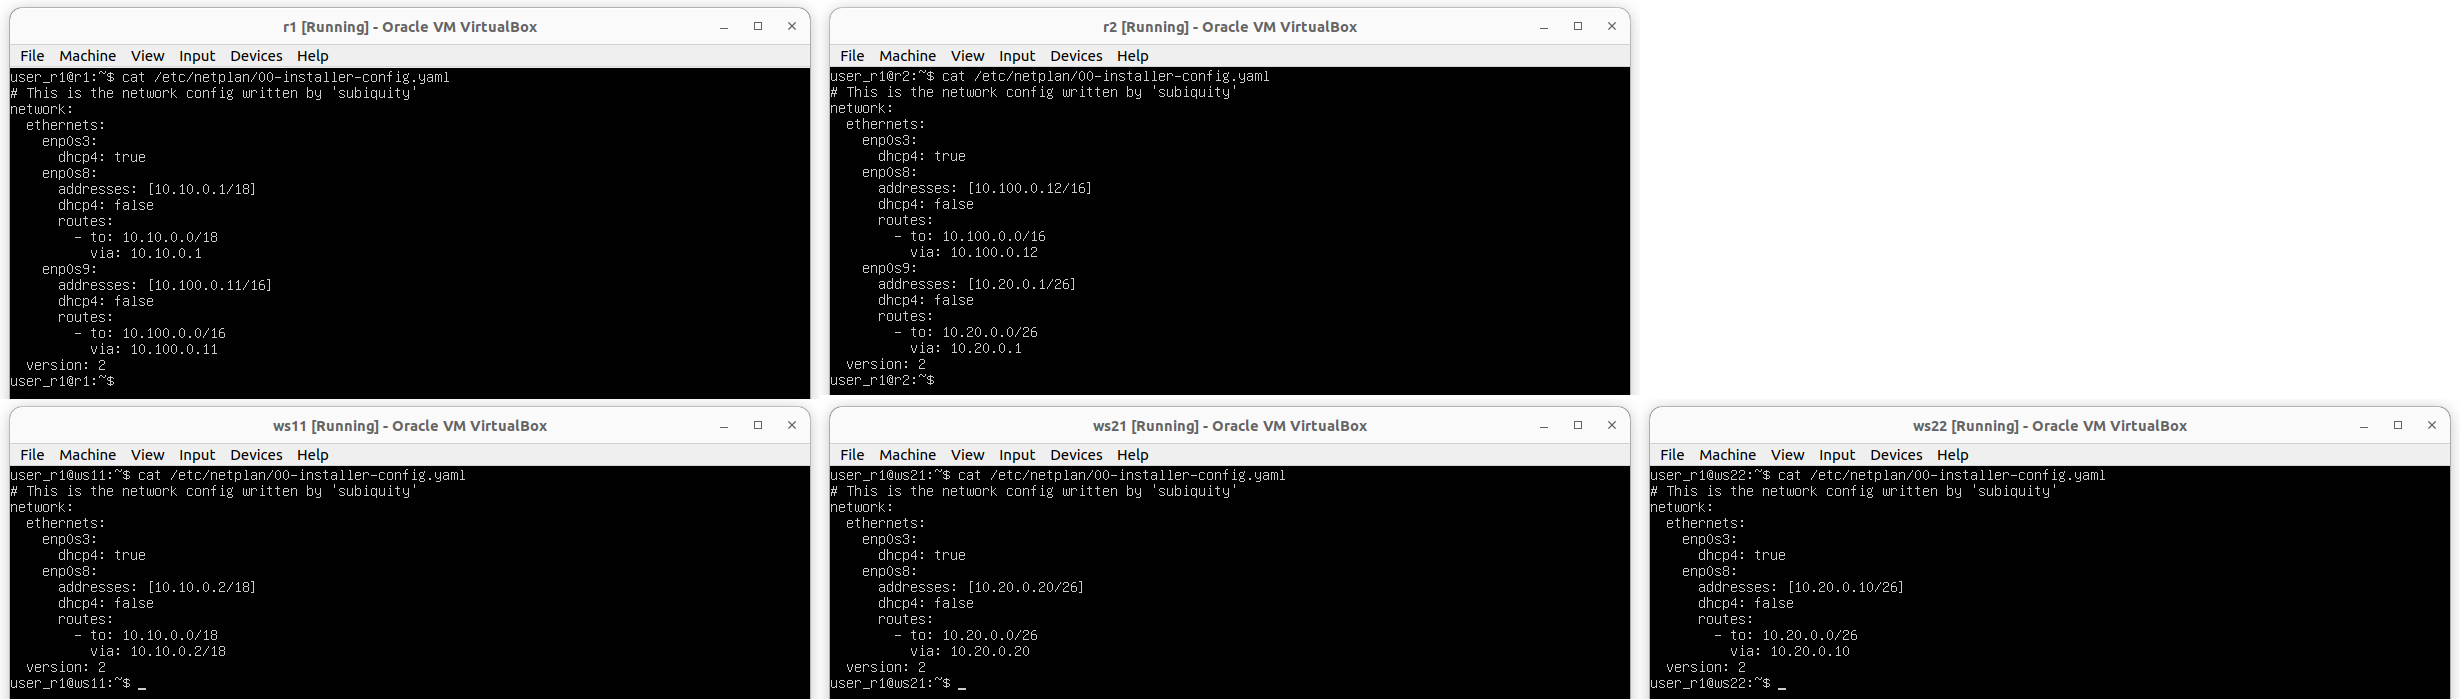 r1 [Running] - Oracle VM VirtualBox
File Machine View Input Devices Help
user_r1@r1:~$ cat /etc/netplan/00-installer-config.yaml
# This is the network config written by 'subiquity'
network:
  ethernets:
    enp0s3:
      dhcp4: true
    enp0s8:
      addresses: [10.10.0.1/18]
      dhcp4: false
      routes:
        - to: 10.10.0.0/18
          via: 10.10.0.1
    enp0s9:
      addresses: [10.100.0.11/16]
      dhcp4: false
      routes:
        - to: 10.100.0.0/16
          via: 10.100.0.11
  version: 2
user_r1@r1:~$
r2 [Running] - Oracle VM VirtualBox
File Machine View Input Devices Help
user_r1@r2:~$ cat /etc/netplan/00-installer-config.yaml
# This is the network config written by 'subiquity'
network:
  ethernets:
    enp0s3:
      dhcp4: true
    enp0s8:
      addresses: [10.100.0.12/16]
      dhcp4: false
      routes:
        - to: 10.100.0.0/16
          via: 10.100.0.12
    enp0s9:
      addresses: [10.20.0.1/26]
      dhcp4: false
      routes:
        - to: 10.20.0.0/26
          via: 10.20.0.1
  version: 2
user_r1@r2:~$
ws11 [Running] - Oracle VM VirtualBox
File Machine View Input Devices Help
user_r1@ws11:~$ cat /etc/netplan/00-installer-config.yaml
# This is the network config written by 'subiquity'
network:
  ethernets:
    enp0s3:
      dhcp4: true
    enp0s8:
      addresses: [10.10.0.2/18]
      dhcp4: false
      routes:
        - to: 10.10.0.0/18
          via: 10.10.0.2/18
  version: 2
user_r1@ws11:~$ _
ws21 [Running] - Oracle VM VirtualBox
File Machine View Input Devices Help
user_r1@ws21:~$ cat /etc/netplan/00-installer-config.yaml
# This is the network config written by 'subiquity'
network:
  ethernets:
    enp0s3:
      dhcp4: true
    enp0s8:
      addresses: [10.20.0.20/26]
      dhcp4: false
      routes:
        - to: 10.20.0.0/26
          via: 10.20.0.20
  version: 2
user_r1@ws21:~$ _
ws22 [Running] - Oracle VM VirtualBox
File Machine View Input Devices Help
user_r1@ws22:~$ cat /etc/netplan/00-installer-config.yaml
# This is the network config written by 'subiquity'
network:
  ethernets:
    enp0s3:
      dhcp4: true
    enp0s8:
      addresses: [10.20.0.10/26]
      dhcp4: false
      routes:
        - to: 10.20.0.0/26
          via: 10.20.0.10
  version: 2
user_r1@ws22:~$ _